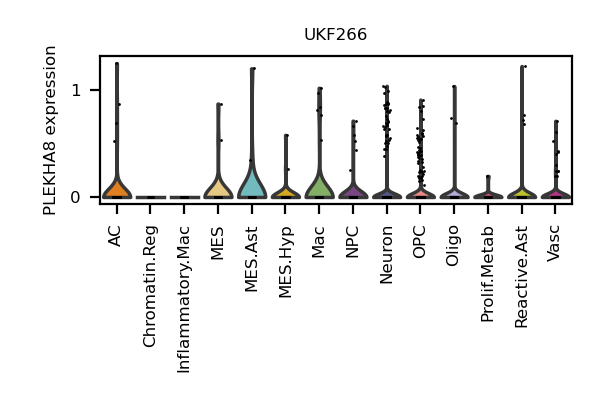 UKF266
PLEKHA8 expression
1
0
AC
Chromatin.Reg
Inflammatory.Mac
MES
MES.Ast
MES.Hyp
Mac
NPC
Neuron
OPC
Oligo
Prolif.Metab
Reactive.Ast
Vasc